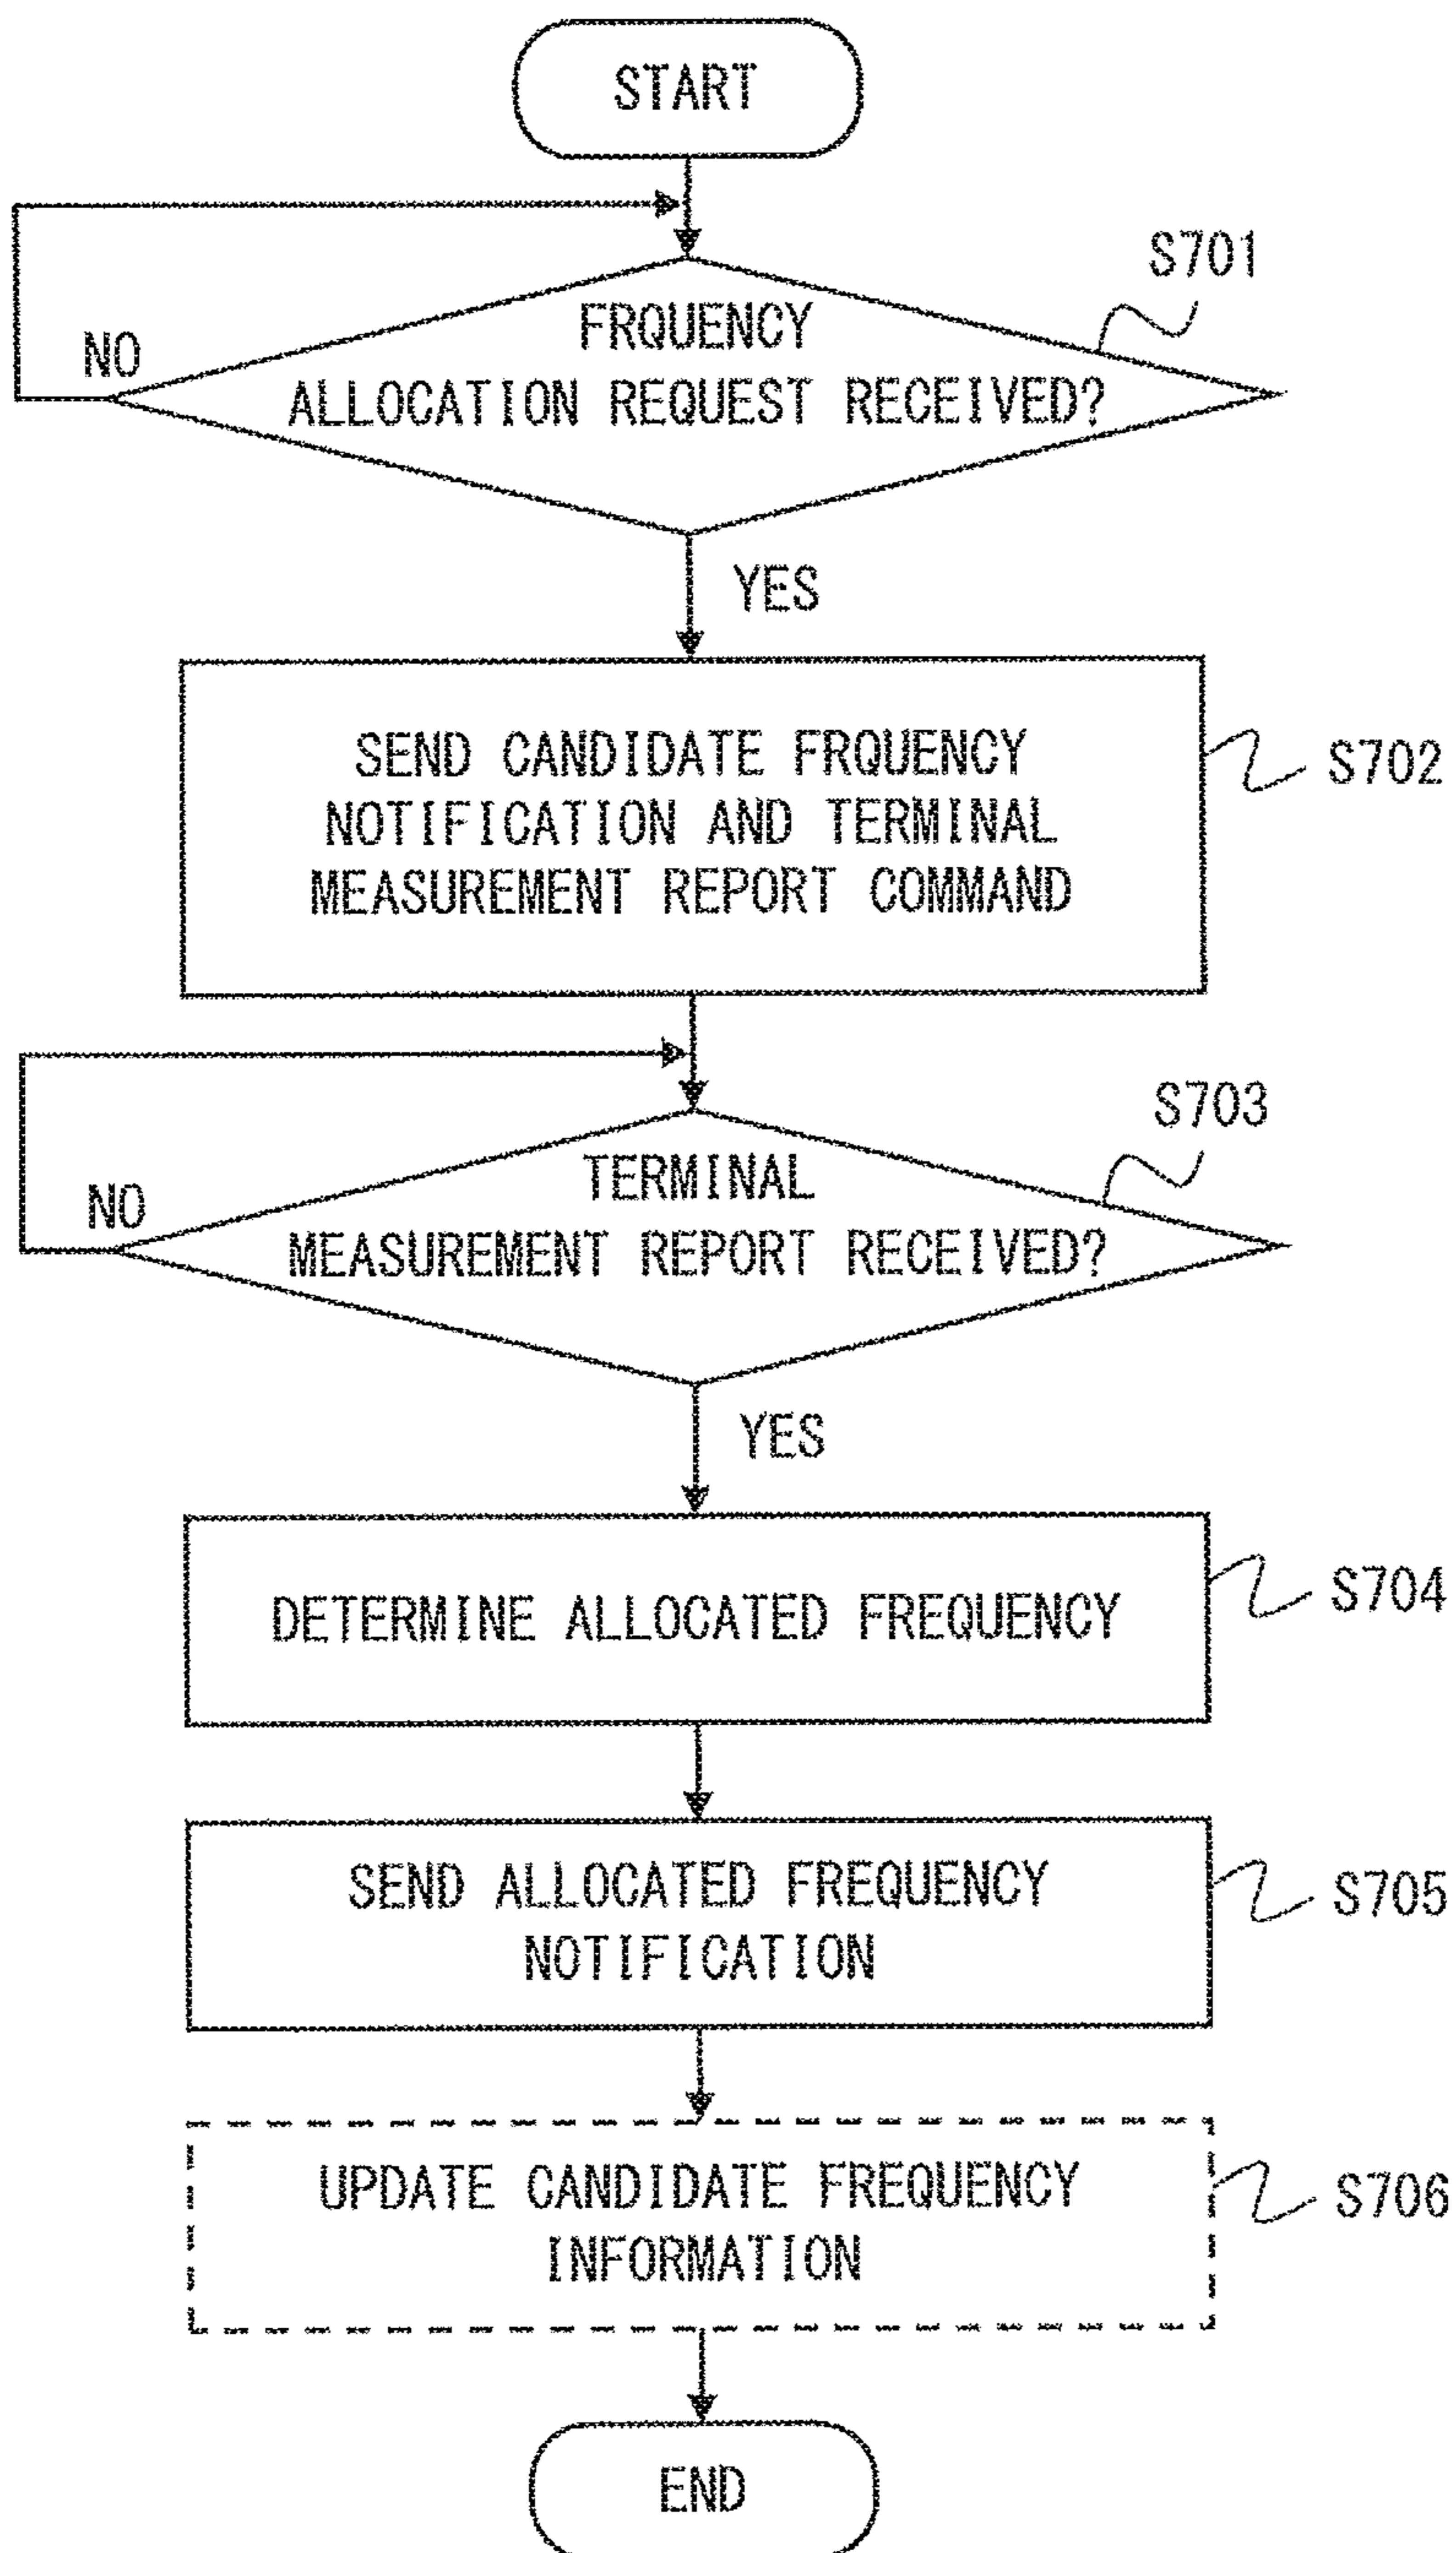 START
S701
FRQUENCY
NO
ALLOCATION REQUEST RECEIVED?
YES
SEND CANDIDATE FRQUENCY
NOTIFICATION AND TERMINAL
MEASUREMENT REPORT COMMAND
S702
S703
TERMINAL
NO
MEASUREMENT REPORT RECEIVED?
YES
DETERMINE ALLOCATED FREQUENCY
S704
SEND ALLOCATED FREQUENCY
NOTIFICATION
S705
UPDATE CANDIDATE FREQUENCY
INFORMATION
S706
END